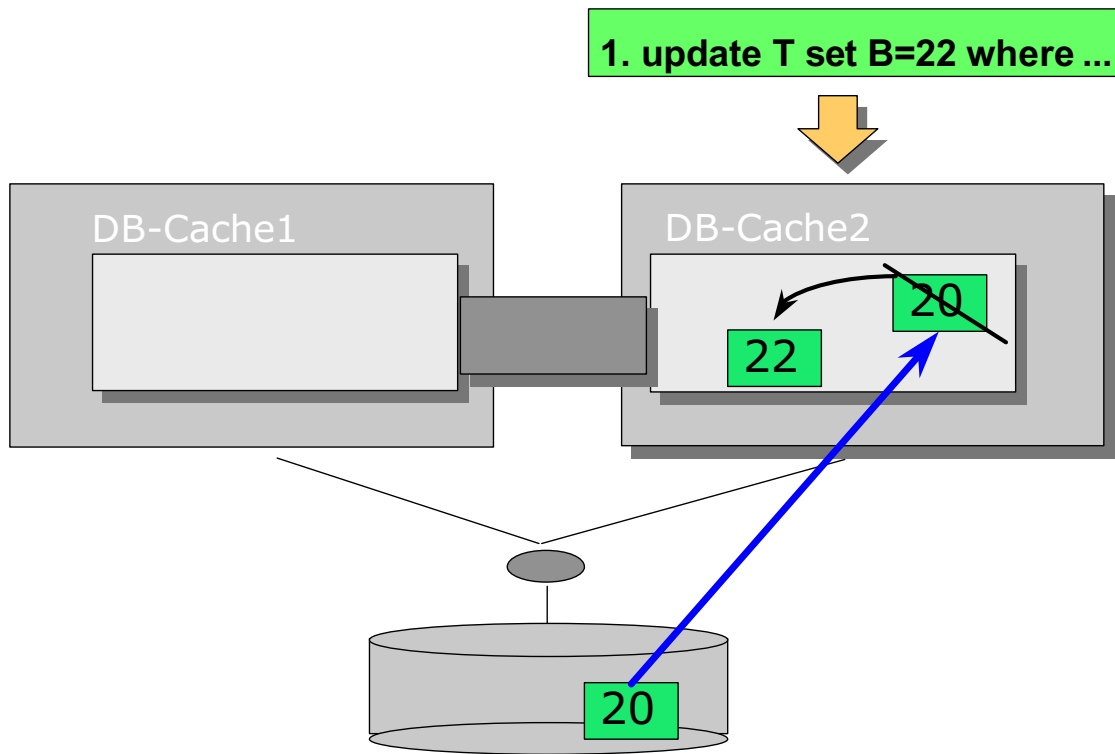 1. update T set B=22 where ...
DB-Cache1
DB-Cache2
20
22
20